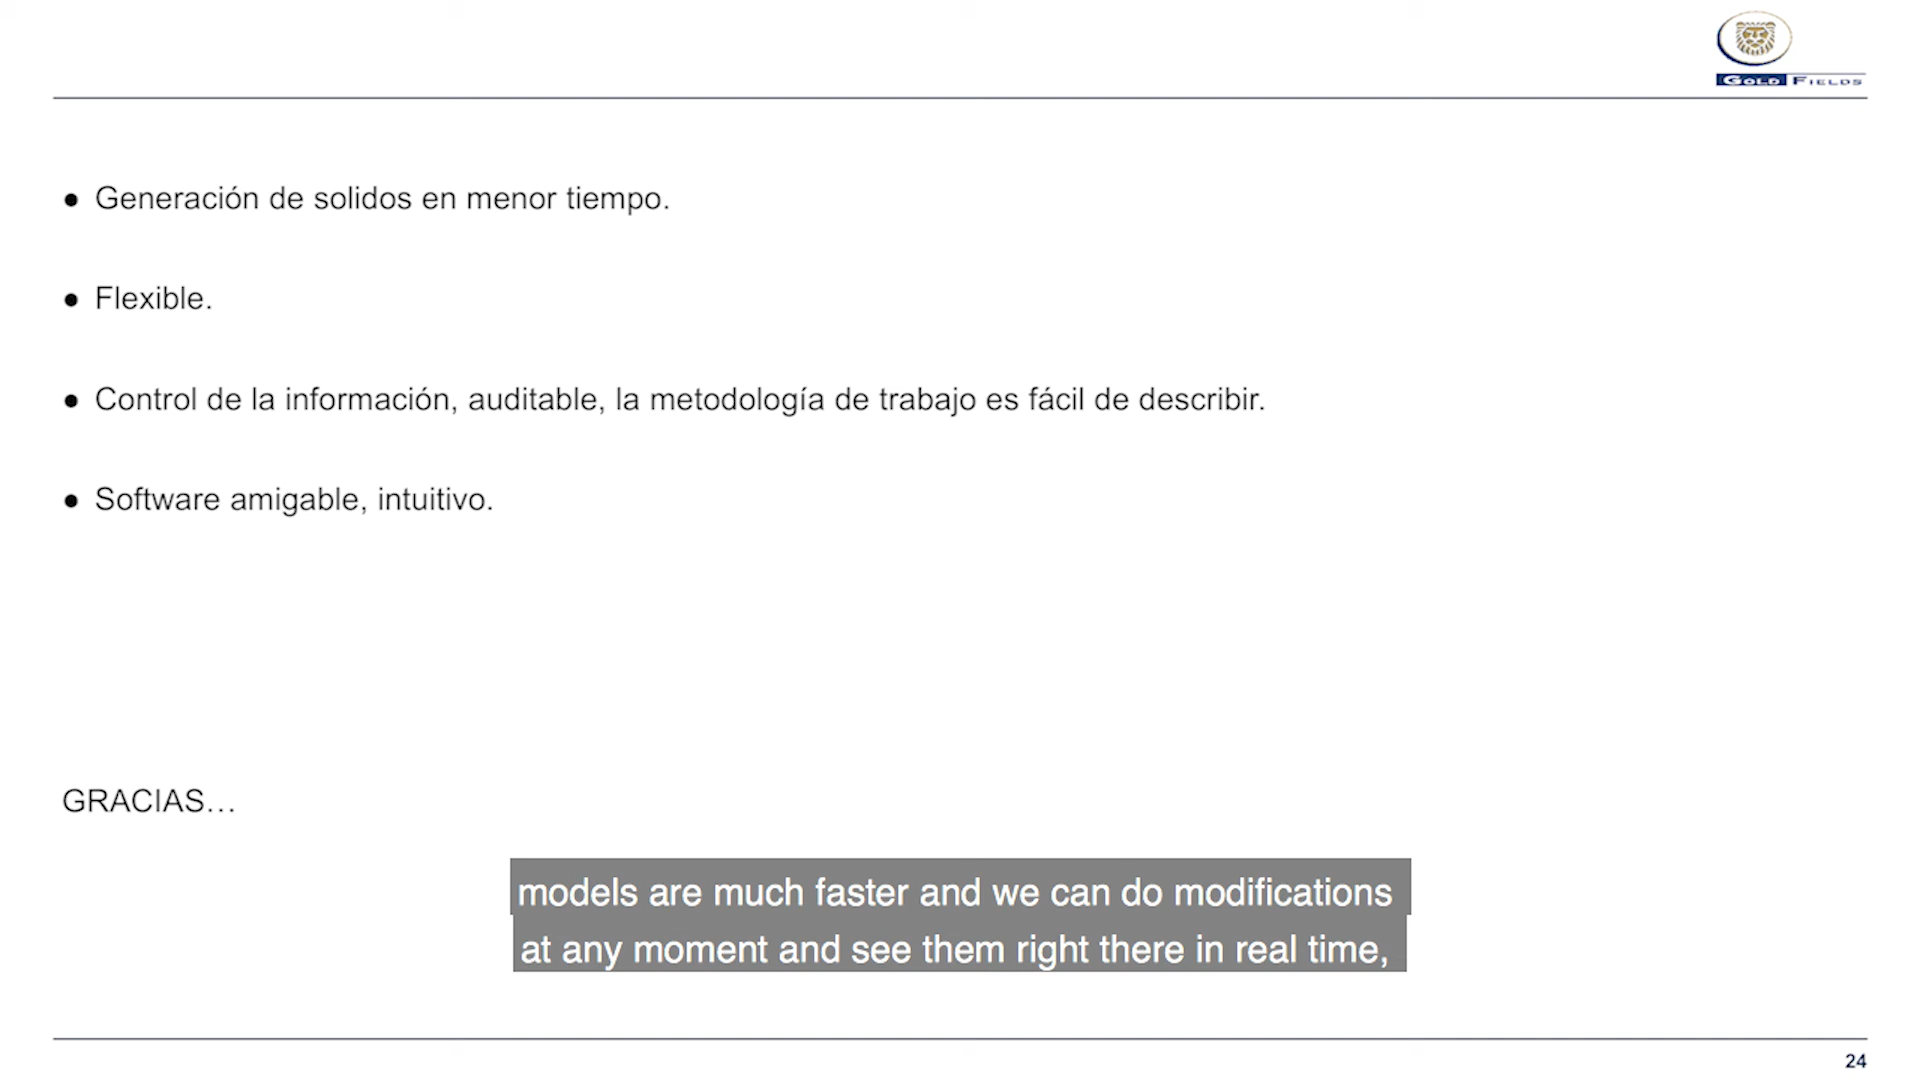 GOLD FIELDS
● Generación de solidos en menor tiempo.
● Flexible.
● Control de la información, auditable, la metodología de trabajo es fácil de describir.
● Software amigable, intuitivo.
GRACIAS…
models are much faster and we can do modifications
at any moment and see them right there in real time,
24